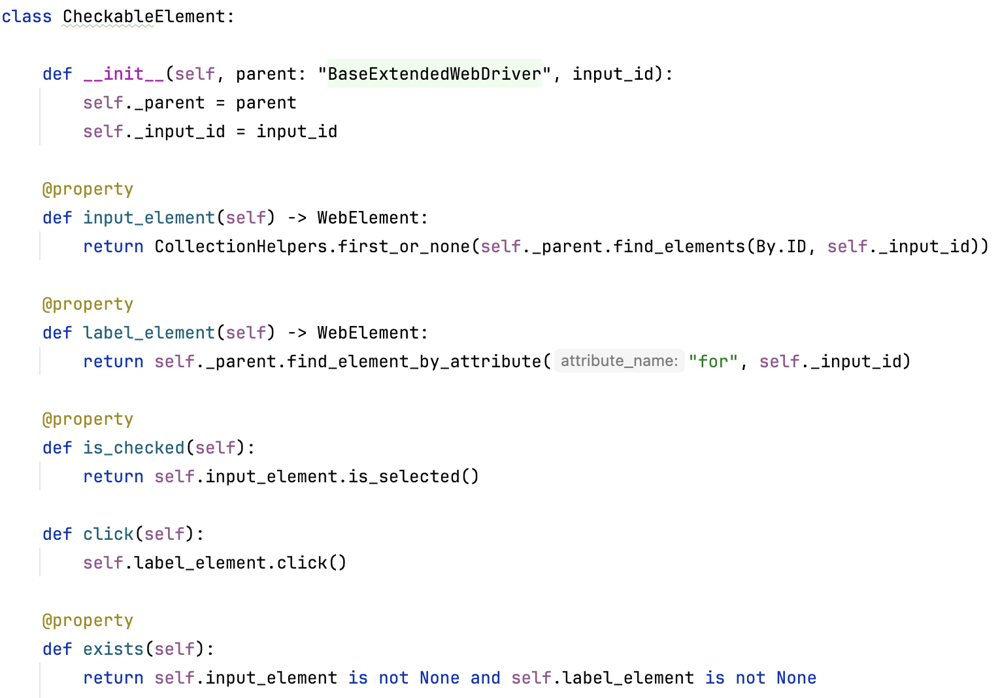 class CheckableElement:
def __init__(self, parent: "BaseExtendedWebDriver", input_id):
self._parent = parent
self._input_id = input_id
@property
def input_element(self) -> WebElement:
return CollectionHelpers.first_or_none(self._parent.find_elements(By.ID, self._input_id))
@property
def label_element(self) -> WebElement:
return self._parent.find_element_by_attribute( attribute_name: "for", self._input_id)
@property
def is_checked(self):
return self.input_element.is_selected()
def click(self):
self.label_element.click()
@property
def exists(self):
return self.input_element is not None and self.label_element is not None